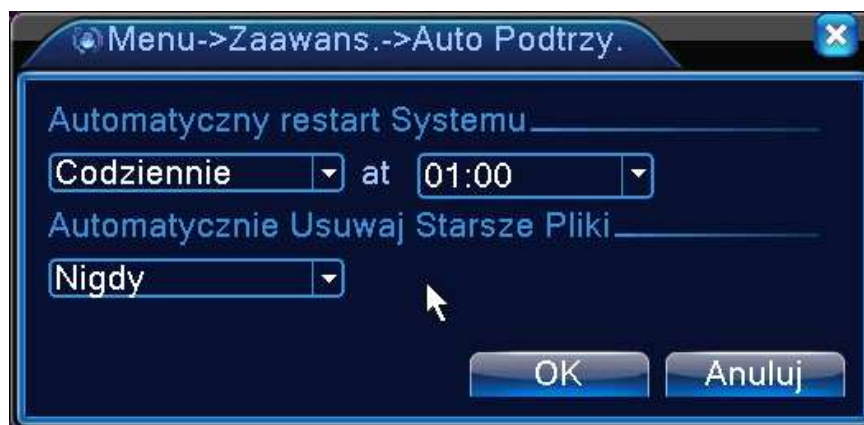 Menu->Zaawans.->Auto Podtrzy.
Automatyczny restart Systemu
Codziennie at 01:00
Automatycznie Usuwaj Starsze Pliki
Nigdy
OK Anuluj